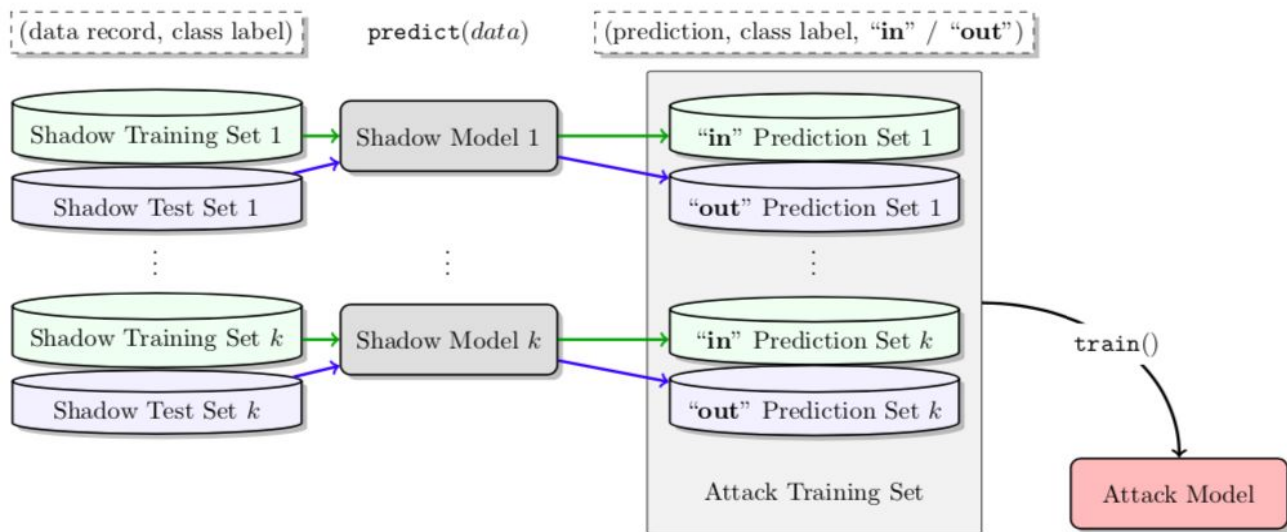 (data record, class label)
predict(data)
(prediction, class label, “in” / “out”)
Shadow Training Set 1
Shadow Model 1
“in” Prediction Set 1
Shadow Test Set 1
“out” Prediction Set 1
⋮ ⋮ ⋮
Shadow Training Set k
Shadow Model k
“in” Prediction Set k
Shadow Test Set k
“out” Prediction Set k
train()
Attack Training Set
Attack Model